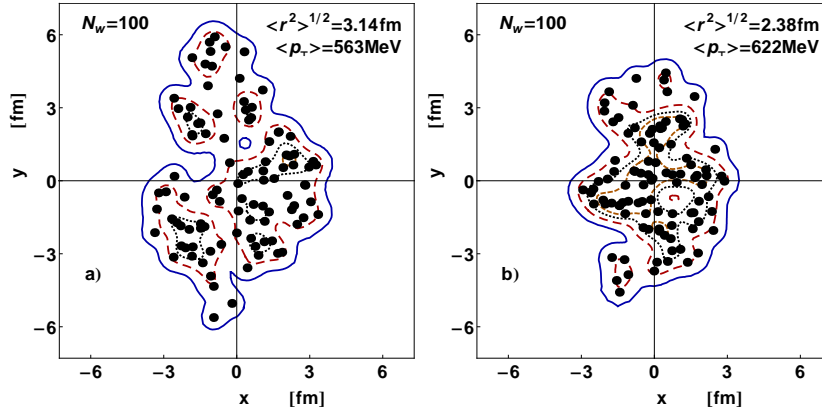 N_w=100
<r²>^1/2=3.14fm
<p_T>=563MeV
6
3
0
-3
-6
y [fm]
a)
-6 -3 0 3 6
x [fm]
N_w=100
<r²>^1/2=2.38fm
<p_T>=622MeV
6
3
0
-3
-6
y [fm]
b)
-6 -3 0 3 6
x [fm]